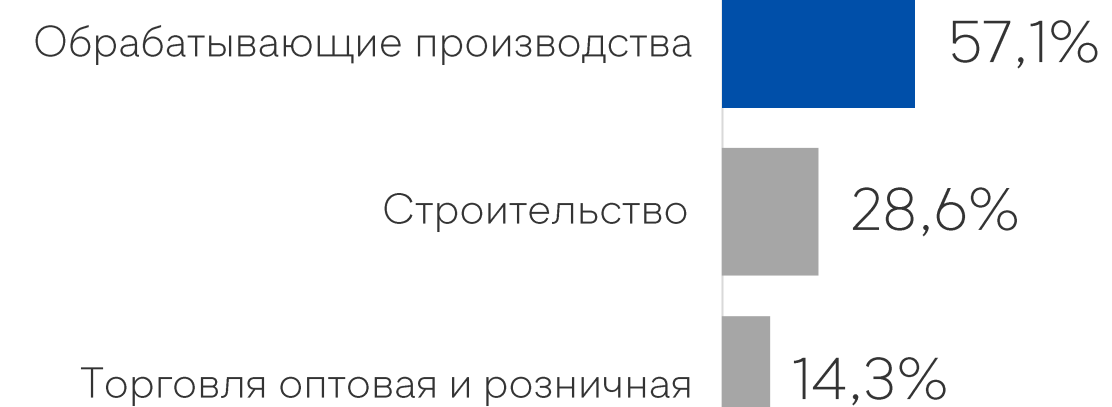 Обрабатывающие производства 57,1%
Строительство 28,6%
Торговля оптовая и розничная 14,3%